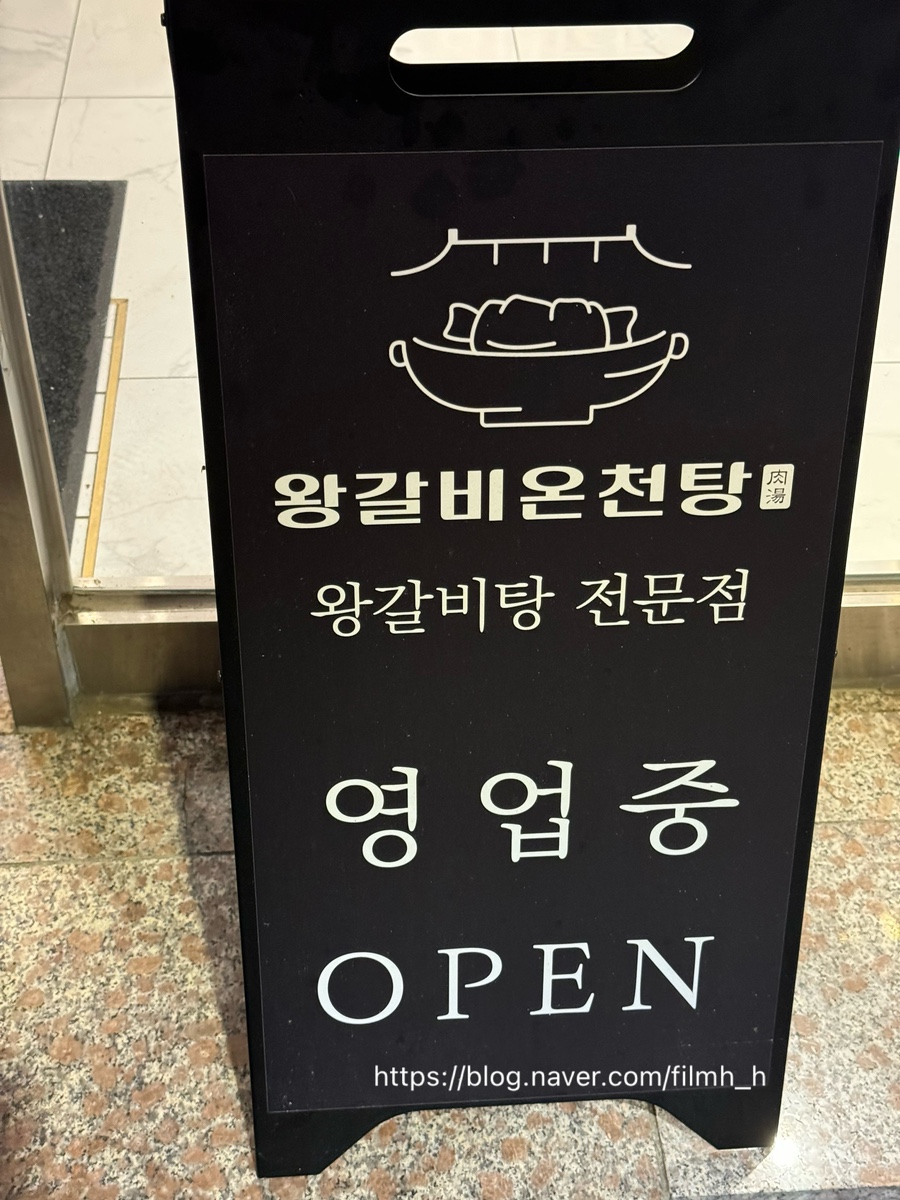 왕갈비온천탕 肉湯
왕갈비탕 전문점
영업중
OPEN
https://blog.naver.com/filmh_h